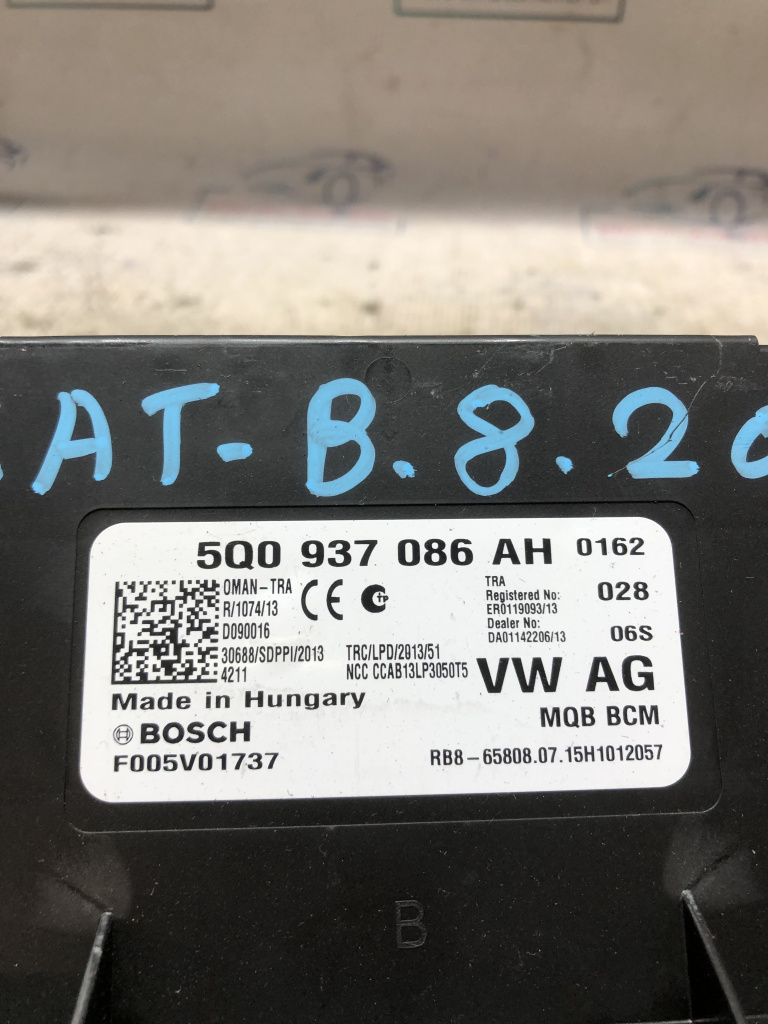 AT-B.8.20
5Q0 937 086 AH 0162
OMAN-TRA
R/1074/13
D090016
30688/SDPPI/2013
4211
CE
TRC/LPD/2013/51
NCC CCAB13LP3050T5
TRA
Registered No:
ER0119093/13
Dealer No:
DA01142206/13
028
06S
VW AG
MQB BCM
Made in Hungary
BOSCH
F005V01737
RB8-65808.07.15H1012057
B